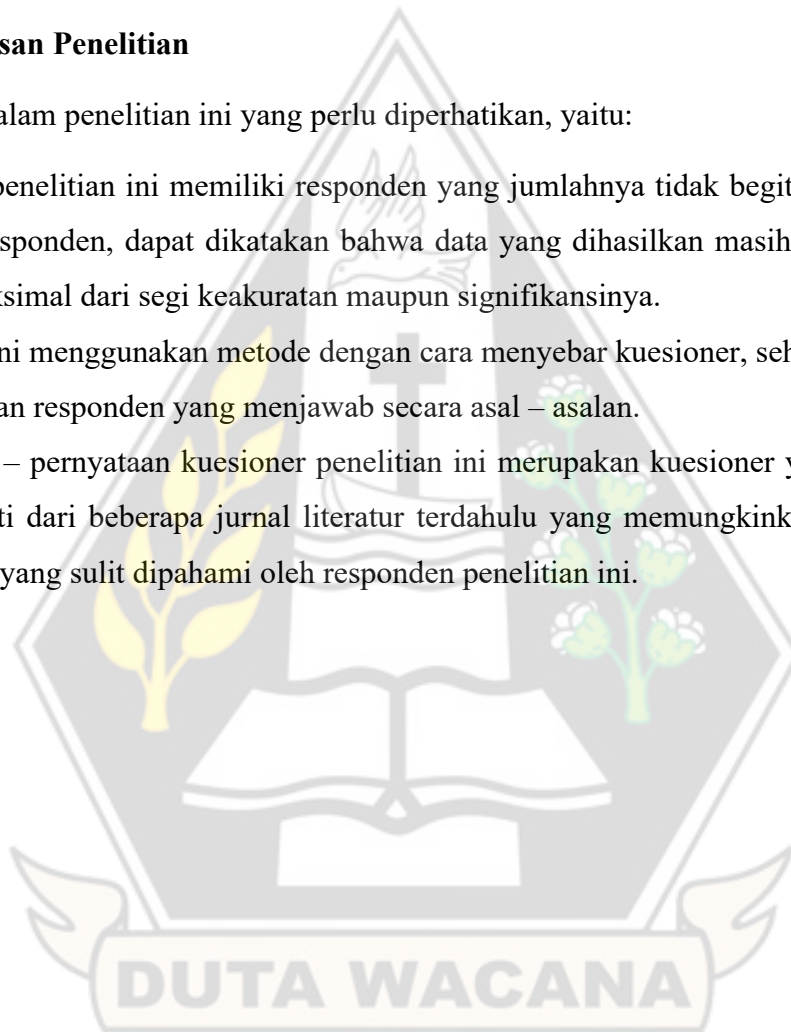 san Penelitian
alam penelitian ini yang perlu diperhatikan, yaitu:
penelitian ini memiliki responden yang jumlahnya tidak begit
sponden, dapat dikatakan bahwa data yang dihasilkan masih
ksimal dari segi keakuratan maupun signifikansinya.
ni menggunakan metode dengan cara menyebar kuesioner, seh
an responden yang menjawab secara asal – asalan.
– pernyataan kuesioner penelitian ini merupakan kuesioner y
ti dari beberapa jurnal literatur terdahulu yang memungkink
yang sulit dipahami oleh responden penelitian ini.
DUTA WACANA